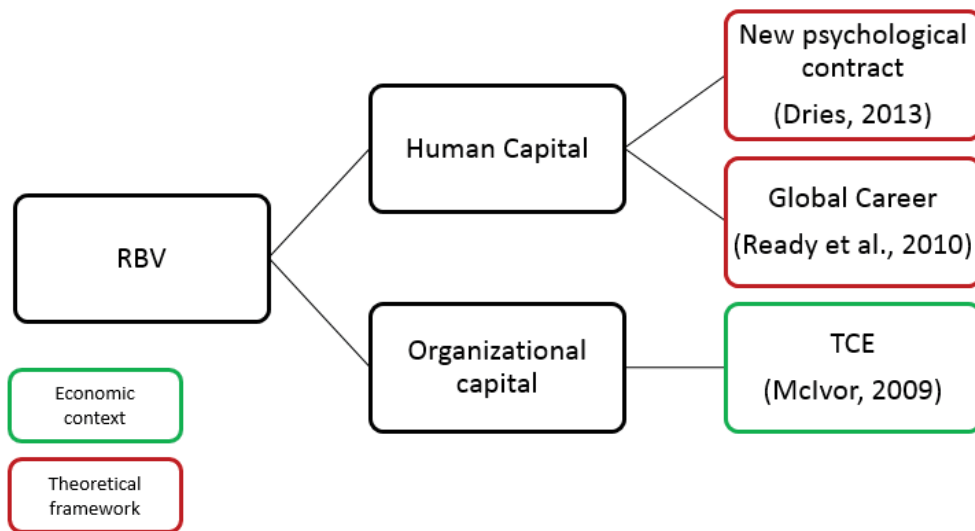 New psychological
contract
(Dries, 2013)
Human Capital
Global Career
(Ready et al., 2010)
RBV
Organizational
capital
TCE
(McIvor, 2009)
Economic
context
Theoretical
framework